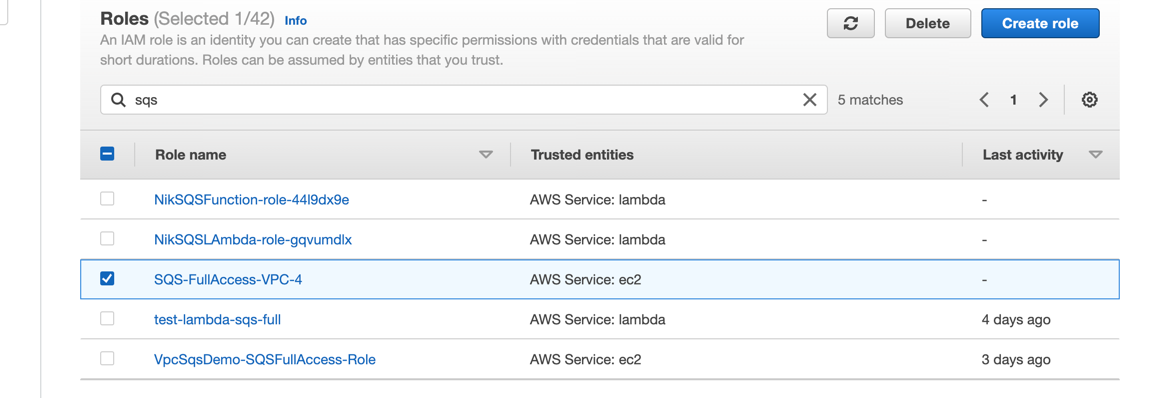 Roles (Selected 1/42) Info
Delete
Create role
An IAM role is an identity you can create that has specific permissions with credentials that are valid for
short durations. Roles can be assumed by entities that you trust.
sqs
5 matches
1
Role name
Trusted entities
Last activity
NikSQSFunction-role-44l9dx9e AWS Service: lambda -
NikSQSLAmbda-role-gqvumdlx AWS Service: lambda -
SQS-FullAccess-VPC-4 AWS Service: ec2 -
test-lambda-sqs-full AWS Service: lambda 4 days ago
VpcSqsDemo-SQSFullAccess-Role AWS Service: ec2 3 days ago